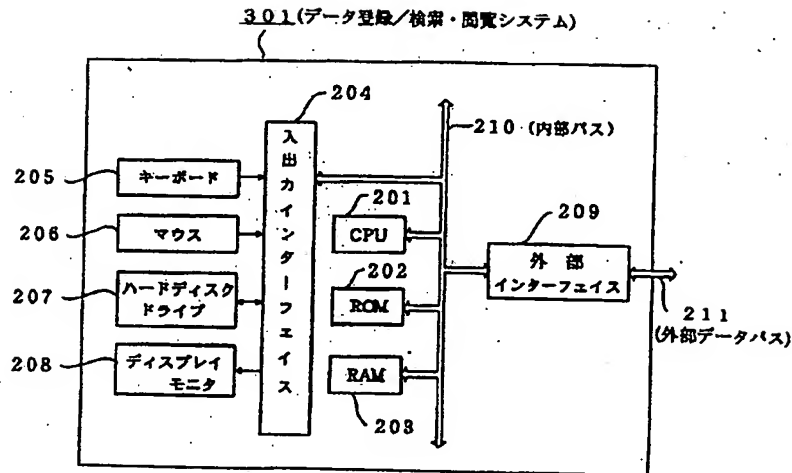 301(データ登録/検索・閲覧システム)
204
入出力インターフェイス
210(内部バス)
205
キーボード
206
マウス
207
ハードディスク
ドライブ
208
ディスプレイ
モニタ
201
CPU
202
ROM
RAM
203
209
外部
インターフェイス
211
(外部データバス)